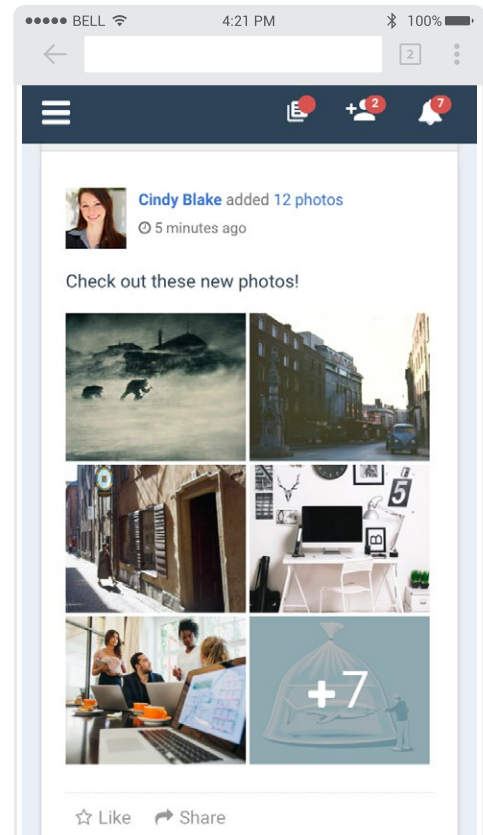 BELL 4:21 PM 100%
2
2 7
Cindy Blake added 12 photos
5 minutes ago
Check out these new photos!
5
B
+7
Like Share